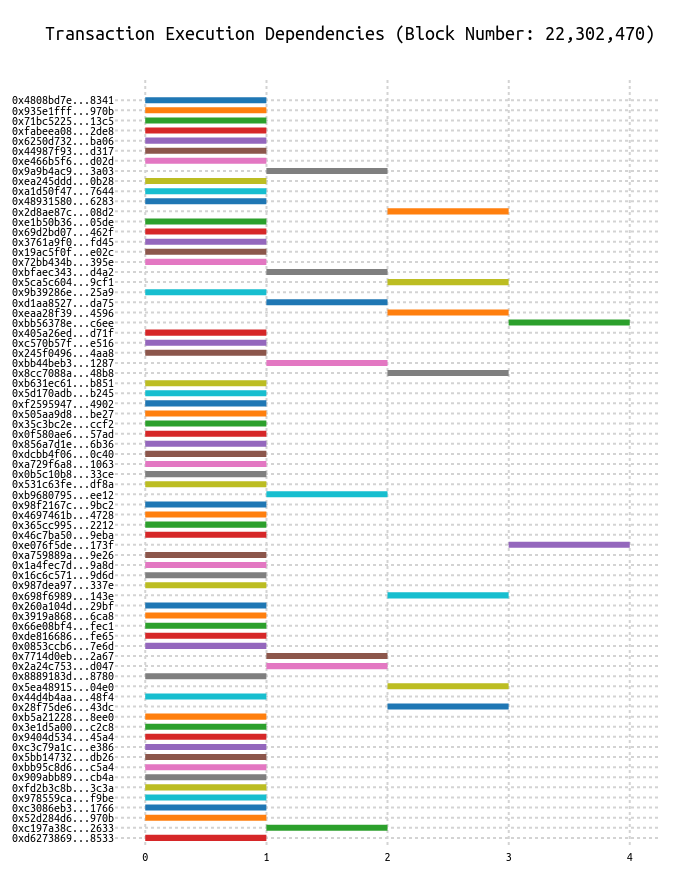 Transaction Execution Dependencies (Block Number: 22,302,470)
0x4808bd7e...8341
0x935e1fff...970b
0x71bc5225...13c5
0xfabeea08...2de8
0x6250d732...ba06
0x44987f93...d317
0xe466b5f6...d02d
0x9a9b4ac9...3a03
0xea245ddd...0b28
0xa1d50f47...7644
0x48931580...6283
0x2d8ae87c...08d2
0xe1b50b36...05de
0x69d2bd07...462f
0x3761a9f0...fd45
0x19ac5f0f...e02c
0x72bb434b...395e
0xbfaec343...d4a2
0x5ca5c604...9cf1
0x9b39286e...25a9
0xd1aa8527...da75
0xeaa28f39...4596
0xbb56378e...c6ee
0x405a26ed...d71f
0xc570b57f...e516
0x245f0496...4aa8
0xbb44beb3...1287
0x8cc7088a...48b8
0xb631ec61...b851
0x5d170adb...b245
0xf2595947...4902
0x505aa9d8...be27
0x35c3bc2e...ccf2
0x0f580ae6...57ad
0x856a7d1e...6b36
0xdcbb4f06...0c40
0xa729f6a8...1063
0x0b5c10b8...33ce
0x531c63fe...df8a
0xb9680795...ee12
0x98f2167c...9bc2
0x4697461b...4728
0x365cc995...2212
0x46c7ba50...9eba
0xe076f5de...173f
0xa759889a...9e26
0x1a4fec7d...9a8d
0x16c6c571...9d6d
0x987dea97...337e
0x698f6989...143e
0x260a104d...29bf
0x3919a868...6ca8
0x66e08bf4...fec1
0xde816686...fe65
0x0853ccb6...7e6d
0x7714d0eb...2a67
0x2a24c753...d047
0x8889183d...8780
0x5ea48915...04e0
0x44d4b4aa...48f4
0x28f75de6...43dc
0xb5a21228...8ee0
0x3e1d5a00...c2c8
0x9404d534...45a4
0xc3c79a1c...e386
0x5bb14732...db26
0xbb95c8d6...c5a4
0x909abb89...cb4a
0xfd2b3c8b...3c3a
0x978559ca...f9be
0xc3086eb3...1766
0x52d284d6...970b
0xc197a38c...2633
0xd6273869...8533
0 1 2 3 4